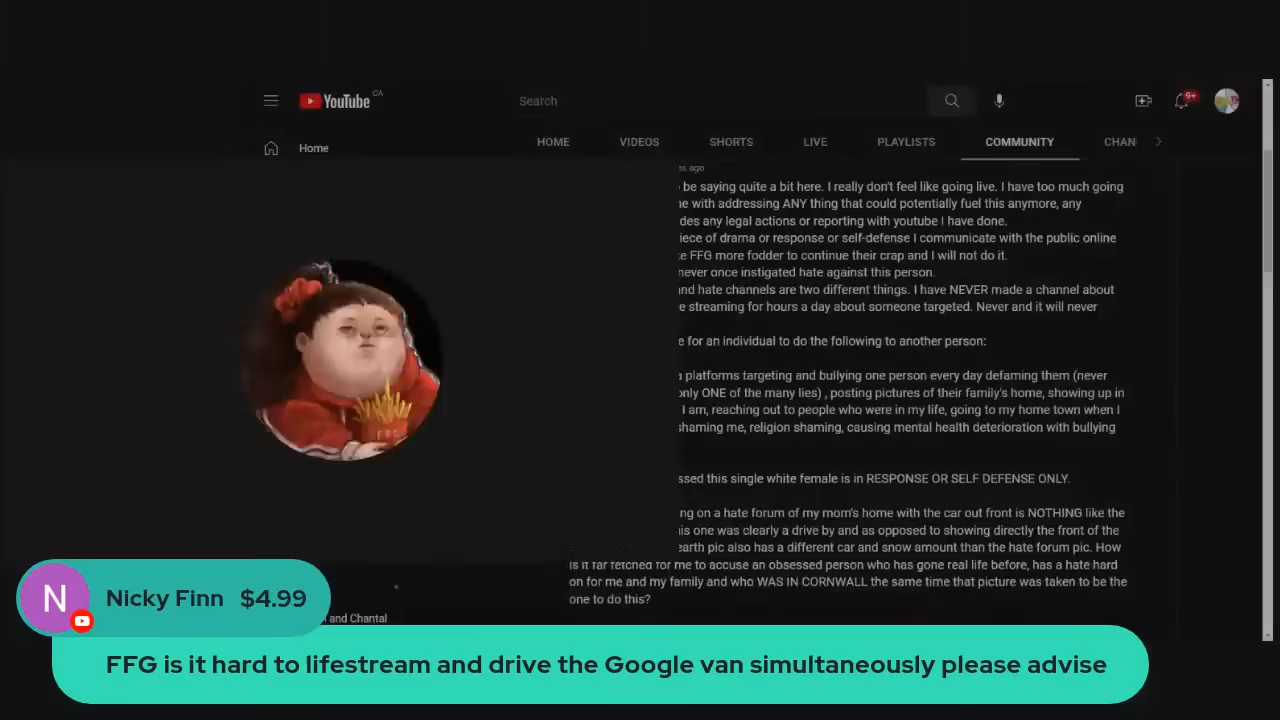 YouTube CA
Search
9+
HOME VIDEOS SHORTS LIVE PLAYLISTS COMMUNITY CHAN
Home
es ago
be saying quite a bit here. I really don't feel like going live. I have too much going
ne with addressing ANY thing that could potentially fuel this anymore, any
des any legal actions or reporting with youtube I have done.
piece of drama or response or self-defense I communicate with the public online
e FFG more fodder to continue their crap and I will not do it.
never once instigated hate against this person.
and hate channels are two different things. I have NEVER made a channel about
e streaming for hours a day about someone targeted. Never and it will never
e for an individual to do the following to another person:
a platforms targeting and bullying one person every day defaming them (never
only ONE of the many lies) , posting pictures of their family's home, showing up in
I am, reaching out to people who were in my life, going to my home town when I
shaming me, religion shaming, causing mental health deterioration with bullying
ssed this single white female is in RESPONSE OR SELF DEFENSE ONLY.
ng on a hate forum of my mom's home with the car out front is NOTHING like the
is one was clearly a drive by and as opposed to showing directly the front of the
earth pic also has a different car and snow amount than the hate forum pic. How
is it far fetched for me to accuse an obsessed person who has gone real life before, has a hate hard
on for me and my family and who WAS IN CORNWALL the same time that picture was taken to be the
one to do this?
and Chantal
N
Nicky Finn $4.99
FFG is it hard to lifestream and drive the Google van simultaneously please advise